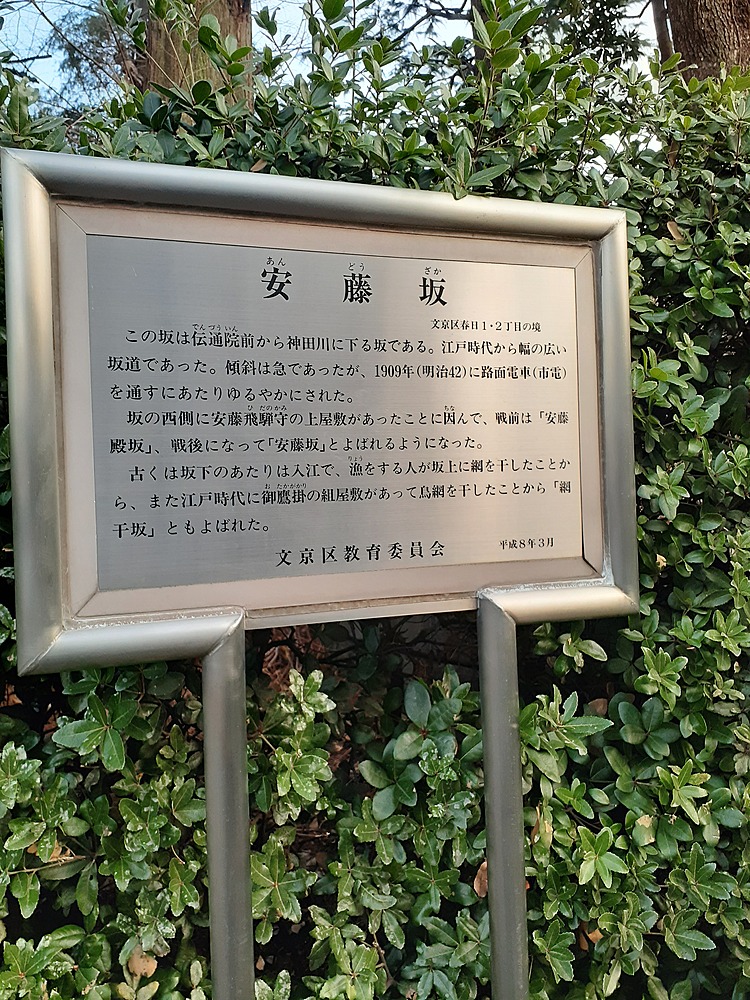 安藤坂
文京区春日1・2丁目の境
この坂は伝通院前から神田川に下る坂である。江戸時代から幅の広い
坂道であった。傾斜は急であったが、1909年(明治42)に路面電車(市電)
を通すにあたりゆるやかにされた。
坂の西側に安藤飛騨守の上屋敷があったことに因んで、戦前は「安藤
殿坂」、戦後になって「安藤坂」とよばれるようになった。
古くは坂下のあたりは入江で、漁をする人が坂上に網を干したことか
ら、また江戸時代に御鷹掛の組屋敷があって鳥網を干したことから「網
干坂」ともよばれた。
文京区教育委員会 平成8年3月